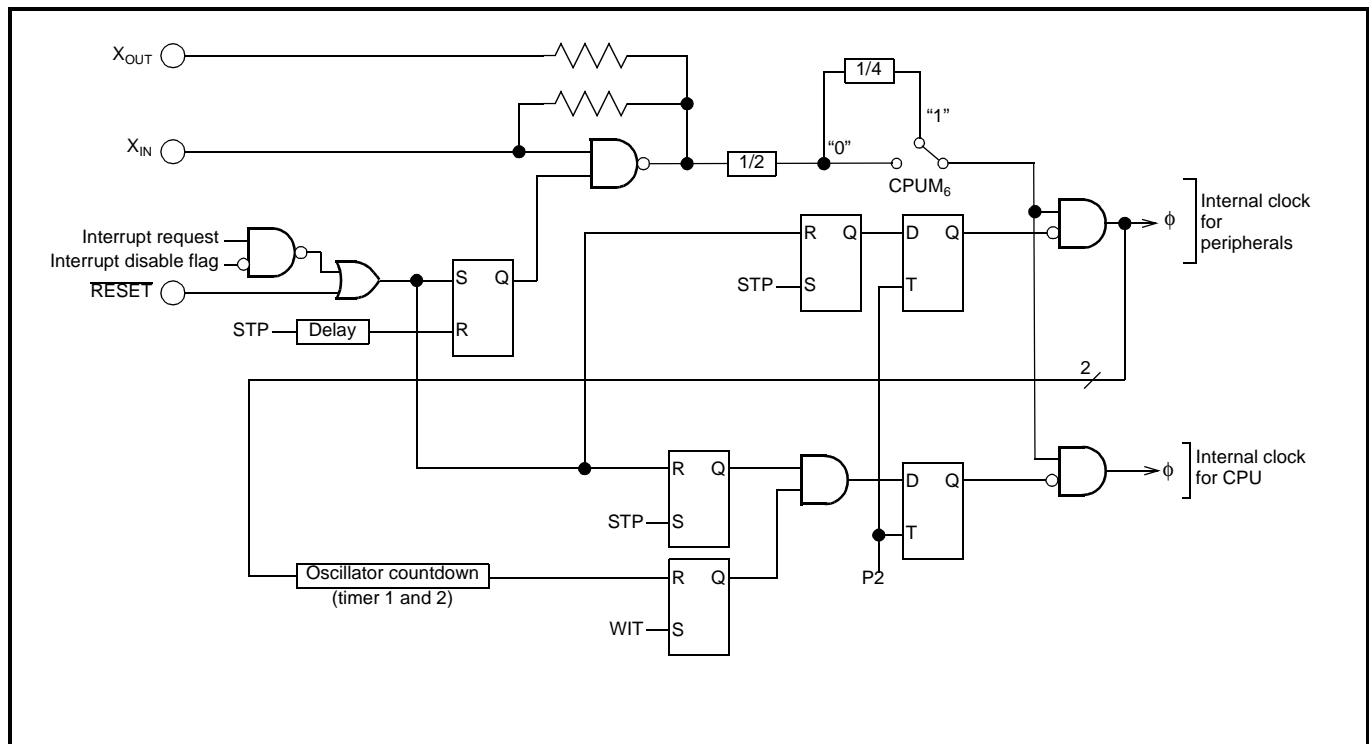 XOUT
1/4
"1"
XIN
"0"
1/2
CPUM6
Internal clock
for
peripherals
ϕ
Interrupt request
Interrupt disable flag
RESET
R Q
D Q
STP
S
T
S Q
STP
Delay
R
2
R Q
D Q
ϕ
Internal clock
for CPU
STP
S
T
P2
Oscillator countdown
(timer 1 and 2)
R Q
WIT
S